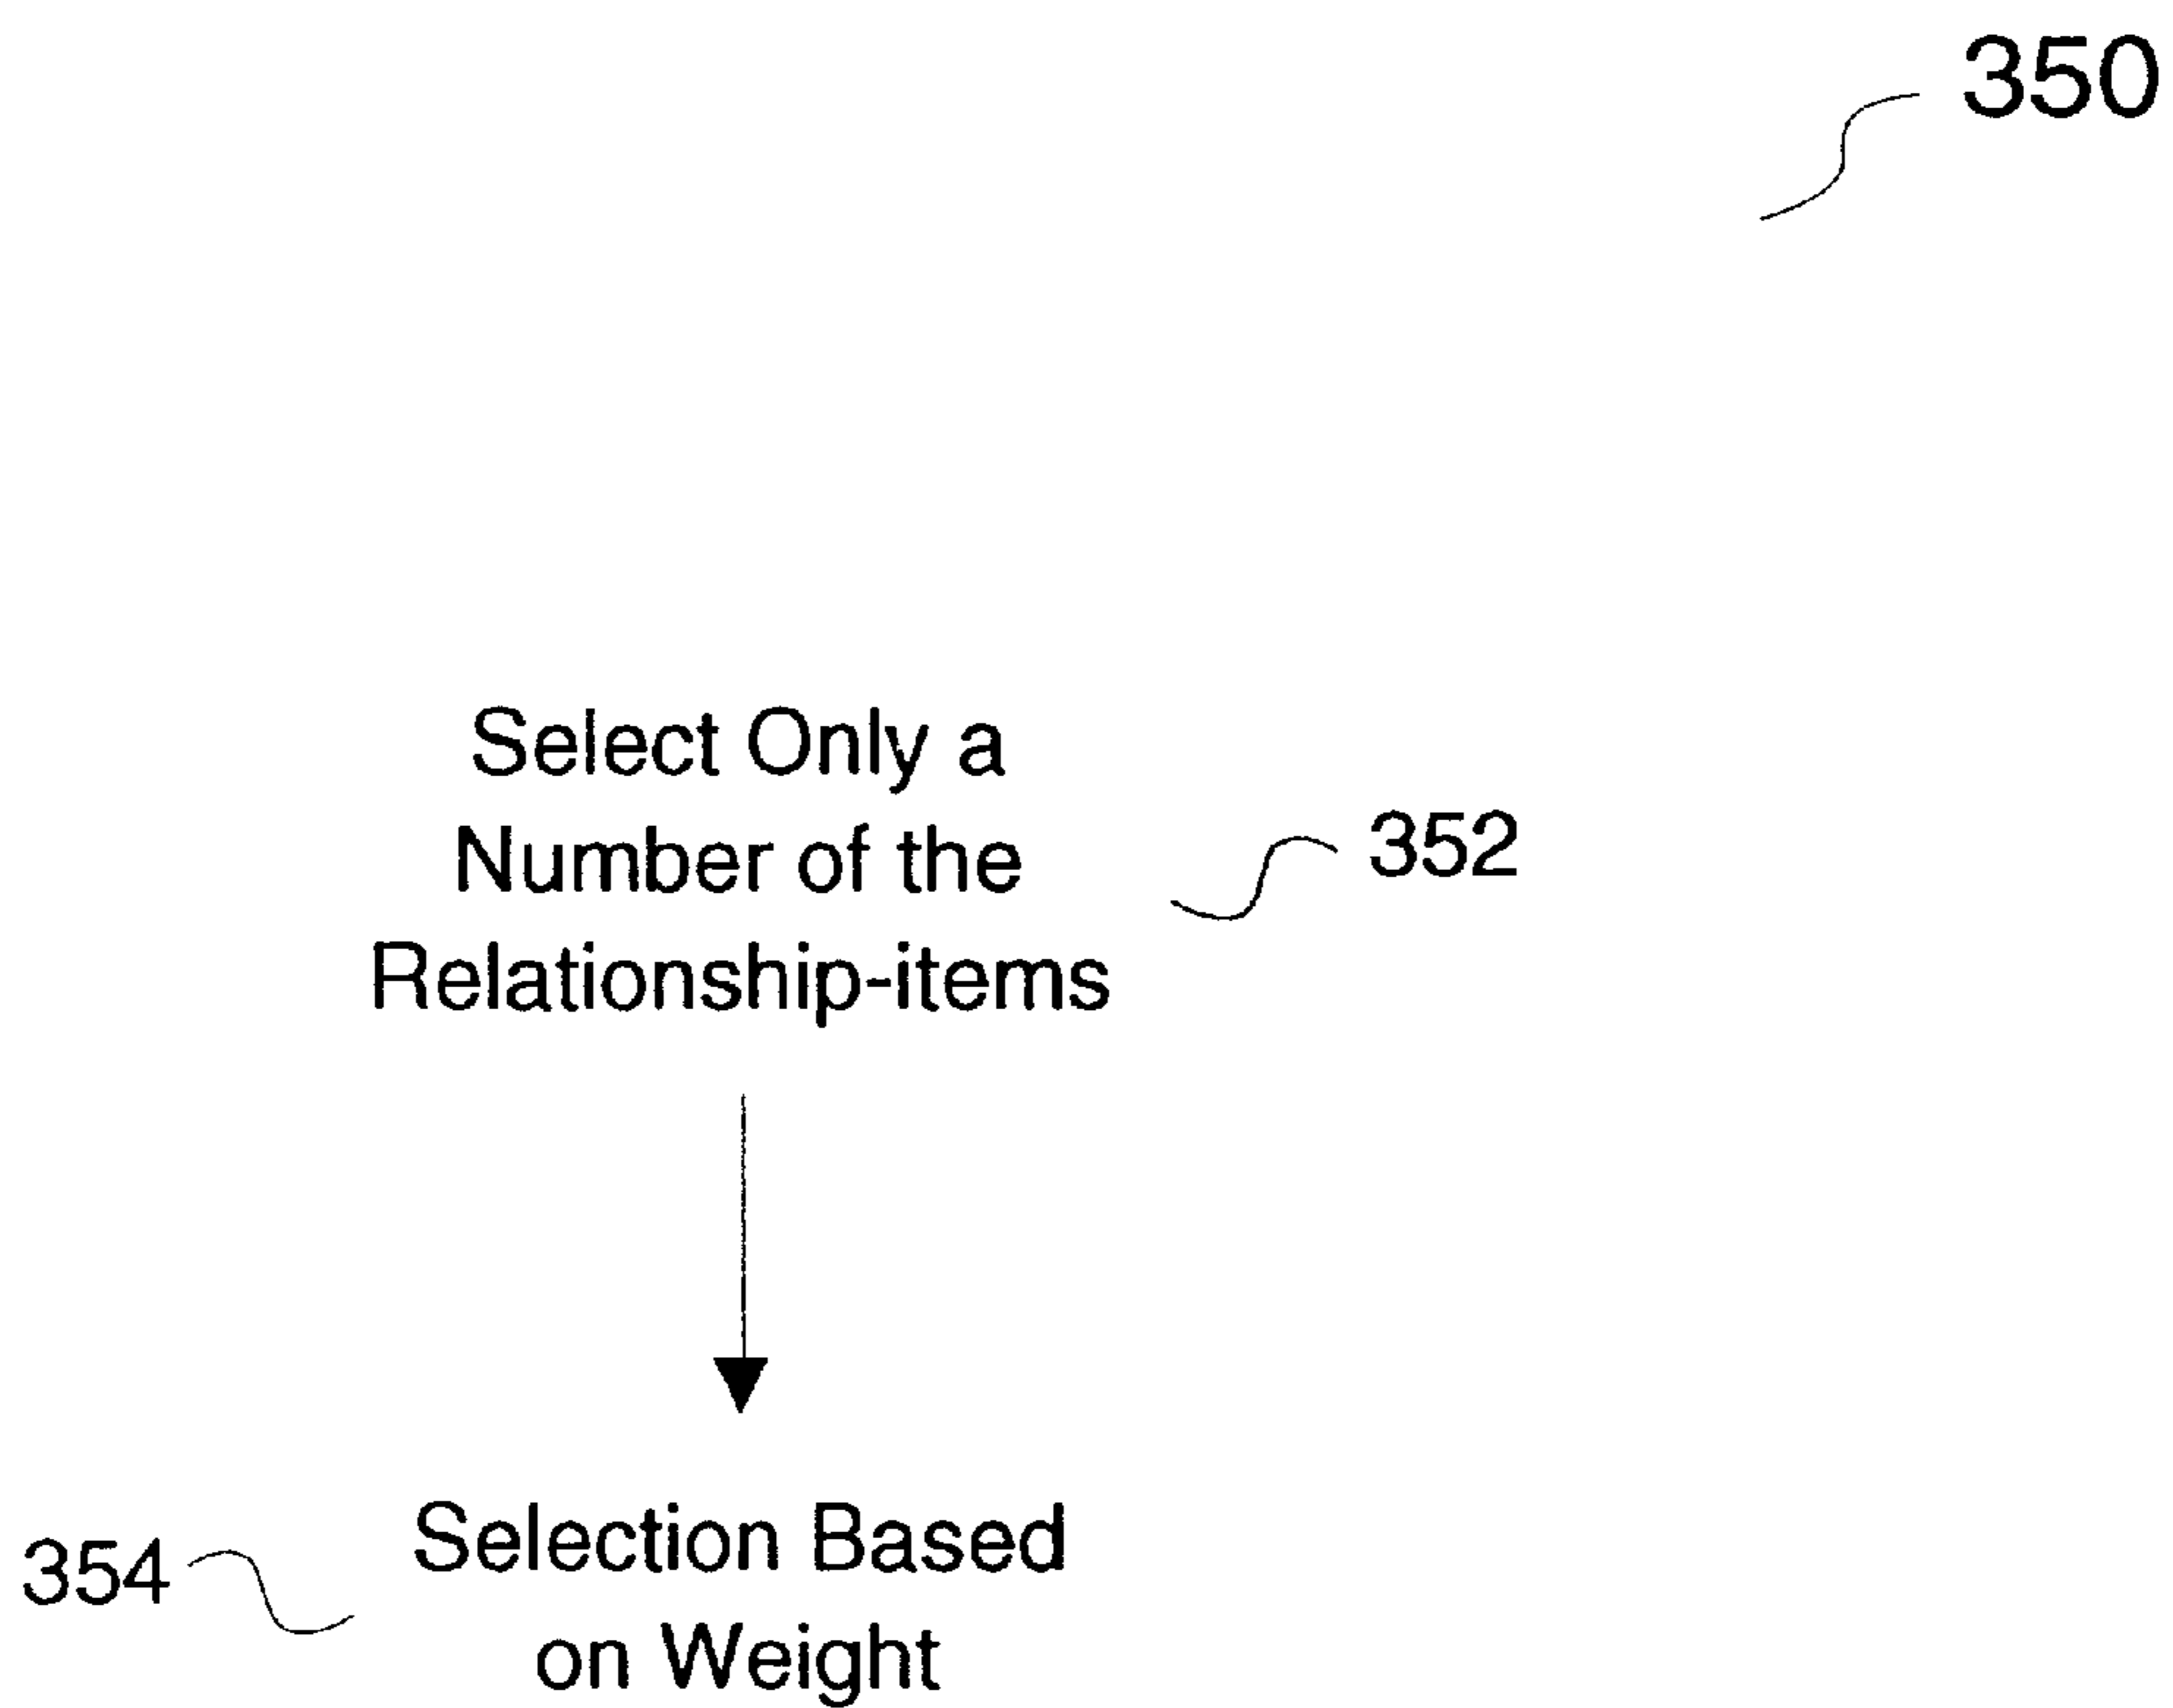 350
Select Only a
Number of the
Relationship-items
352
354
Selection Based
on Weight